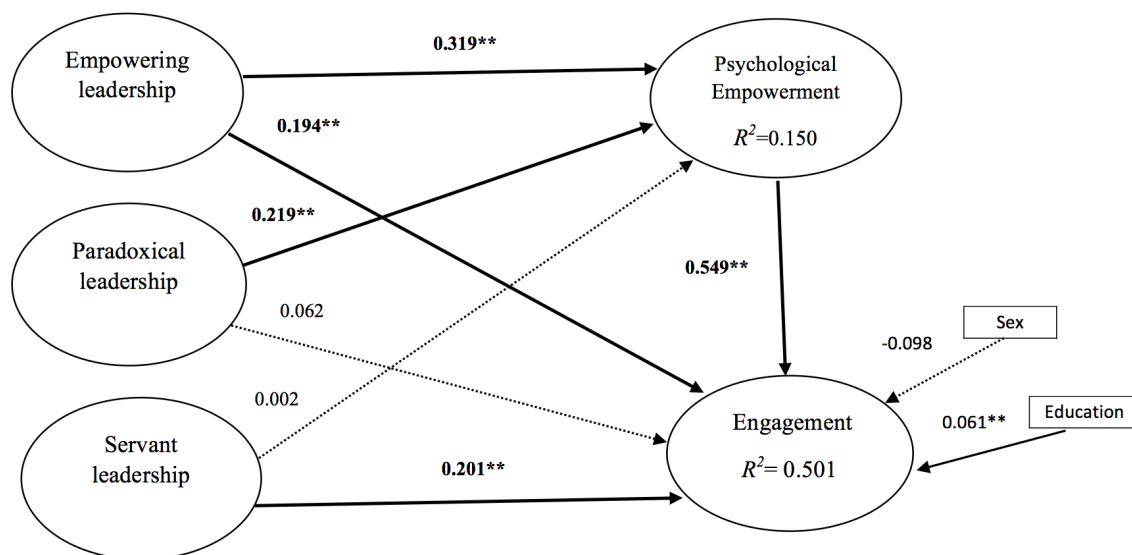 Empowering
leadership
0.319**
Psychological
Empowerment
R²=0.150
0.194**
Paradoxical
leadership
0.219**
0.549**
0.062
Sex
-0.098
0.002
Servant
leadership
0.201**
Engagement
R²= 0.501
0.061**
Education